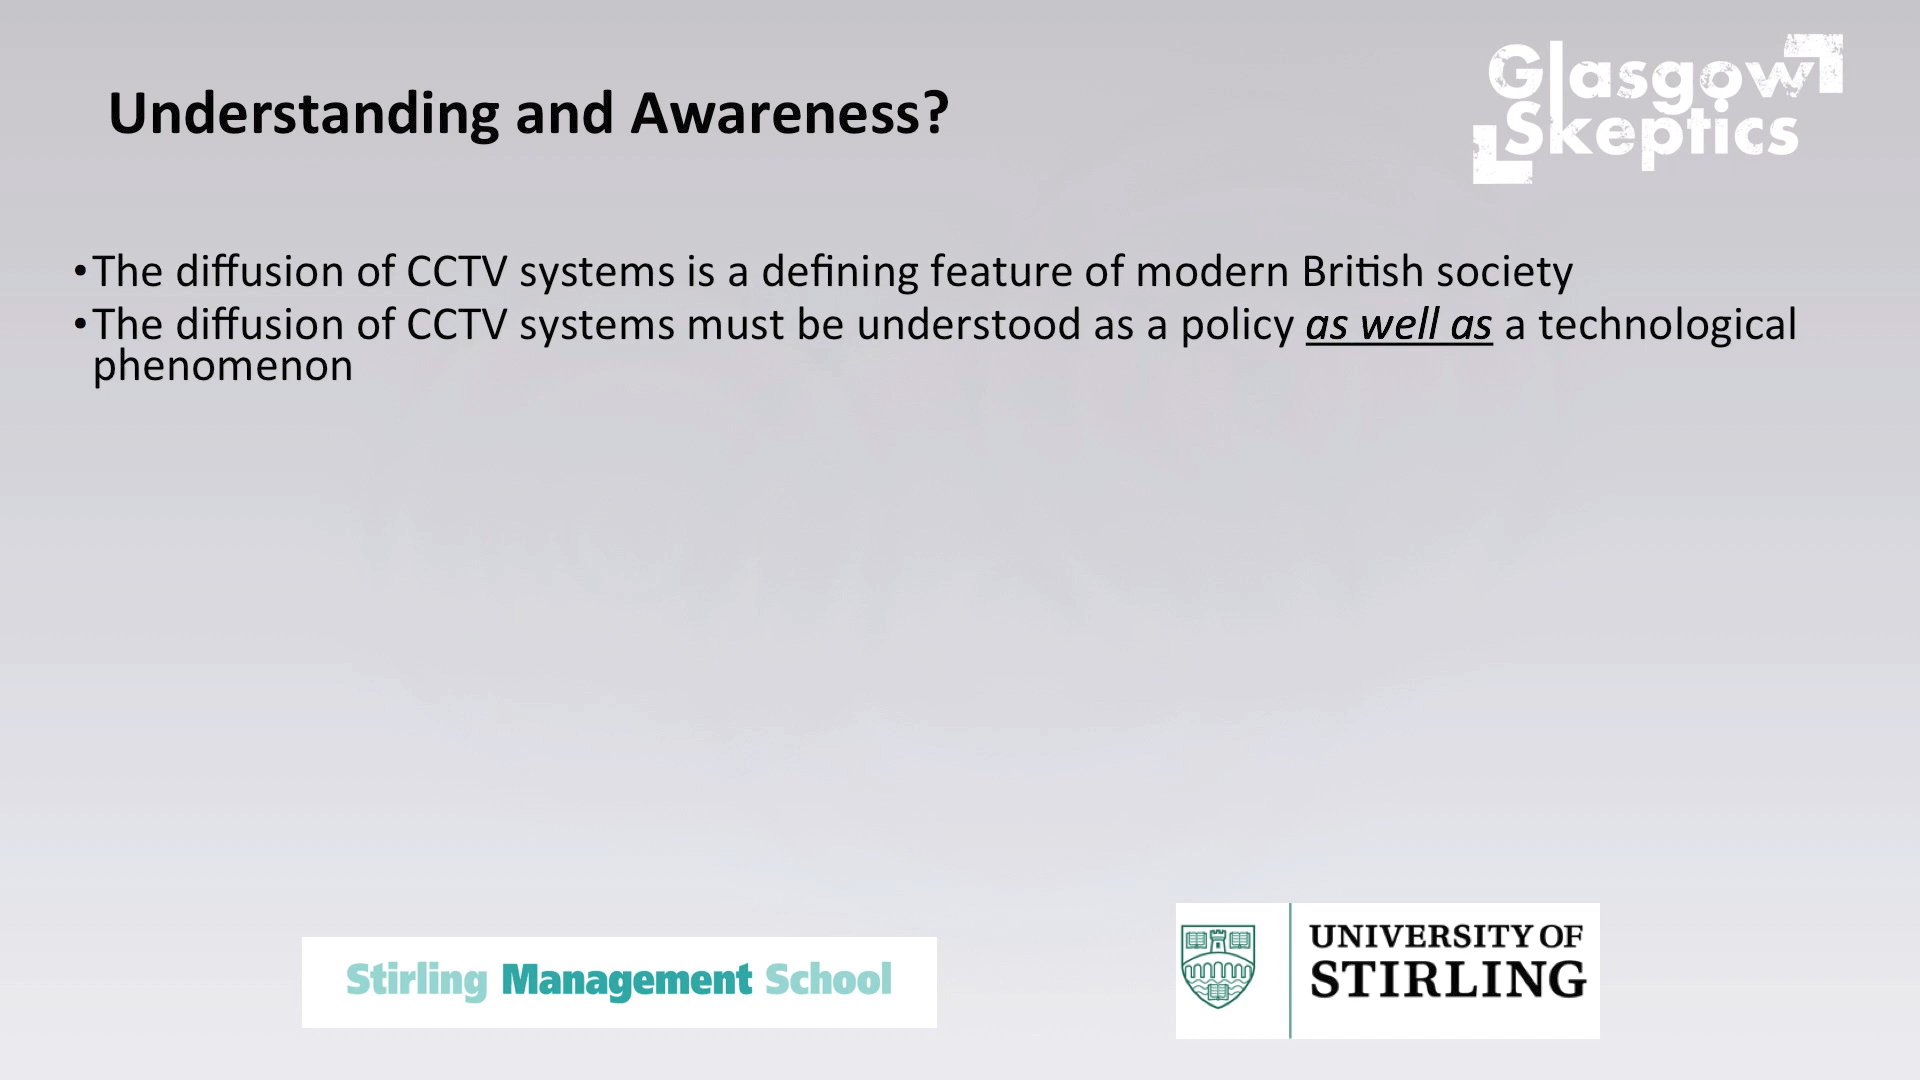 Glasgow
Skeptics
Understanding and Awareness?
•The diffusion of CCTV systems is a defining feature of modern British society
•The diffusion of CCTV systems must be understood as a policy as well as a technological
phenomenon
Stirling Management School
UNIVERSITY OF
STIRLING